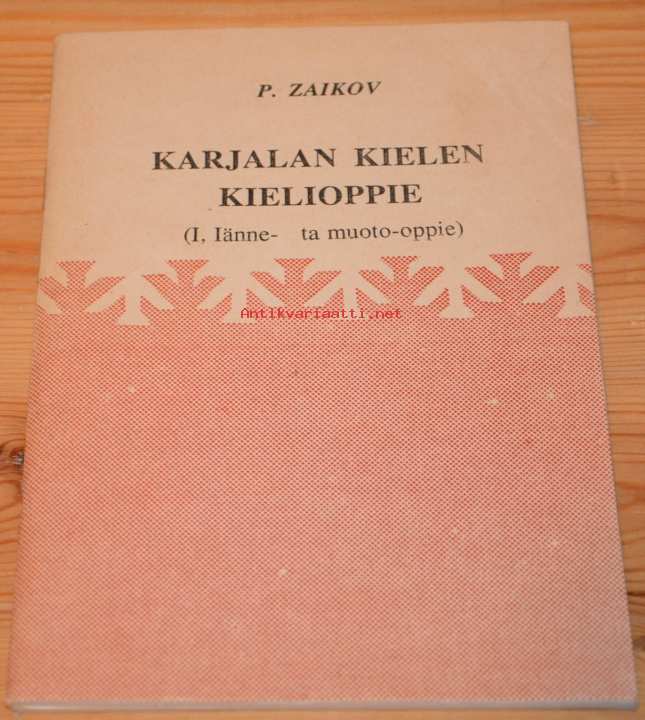 P. ZAIKOV
KARJALAN KIELEN
KIELIOPPIE
(I, Iänne- ta muoto-oppie)
Antikvariaatti.net